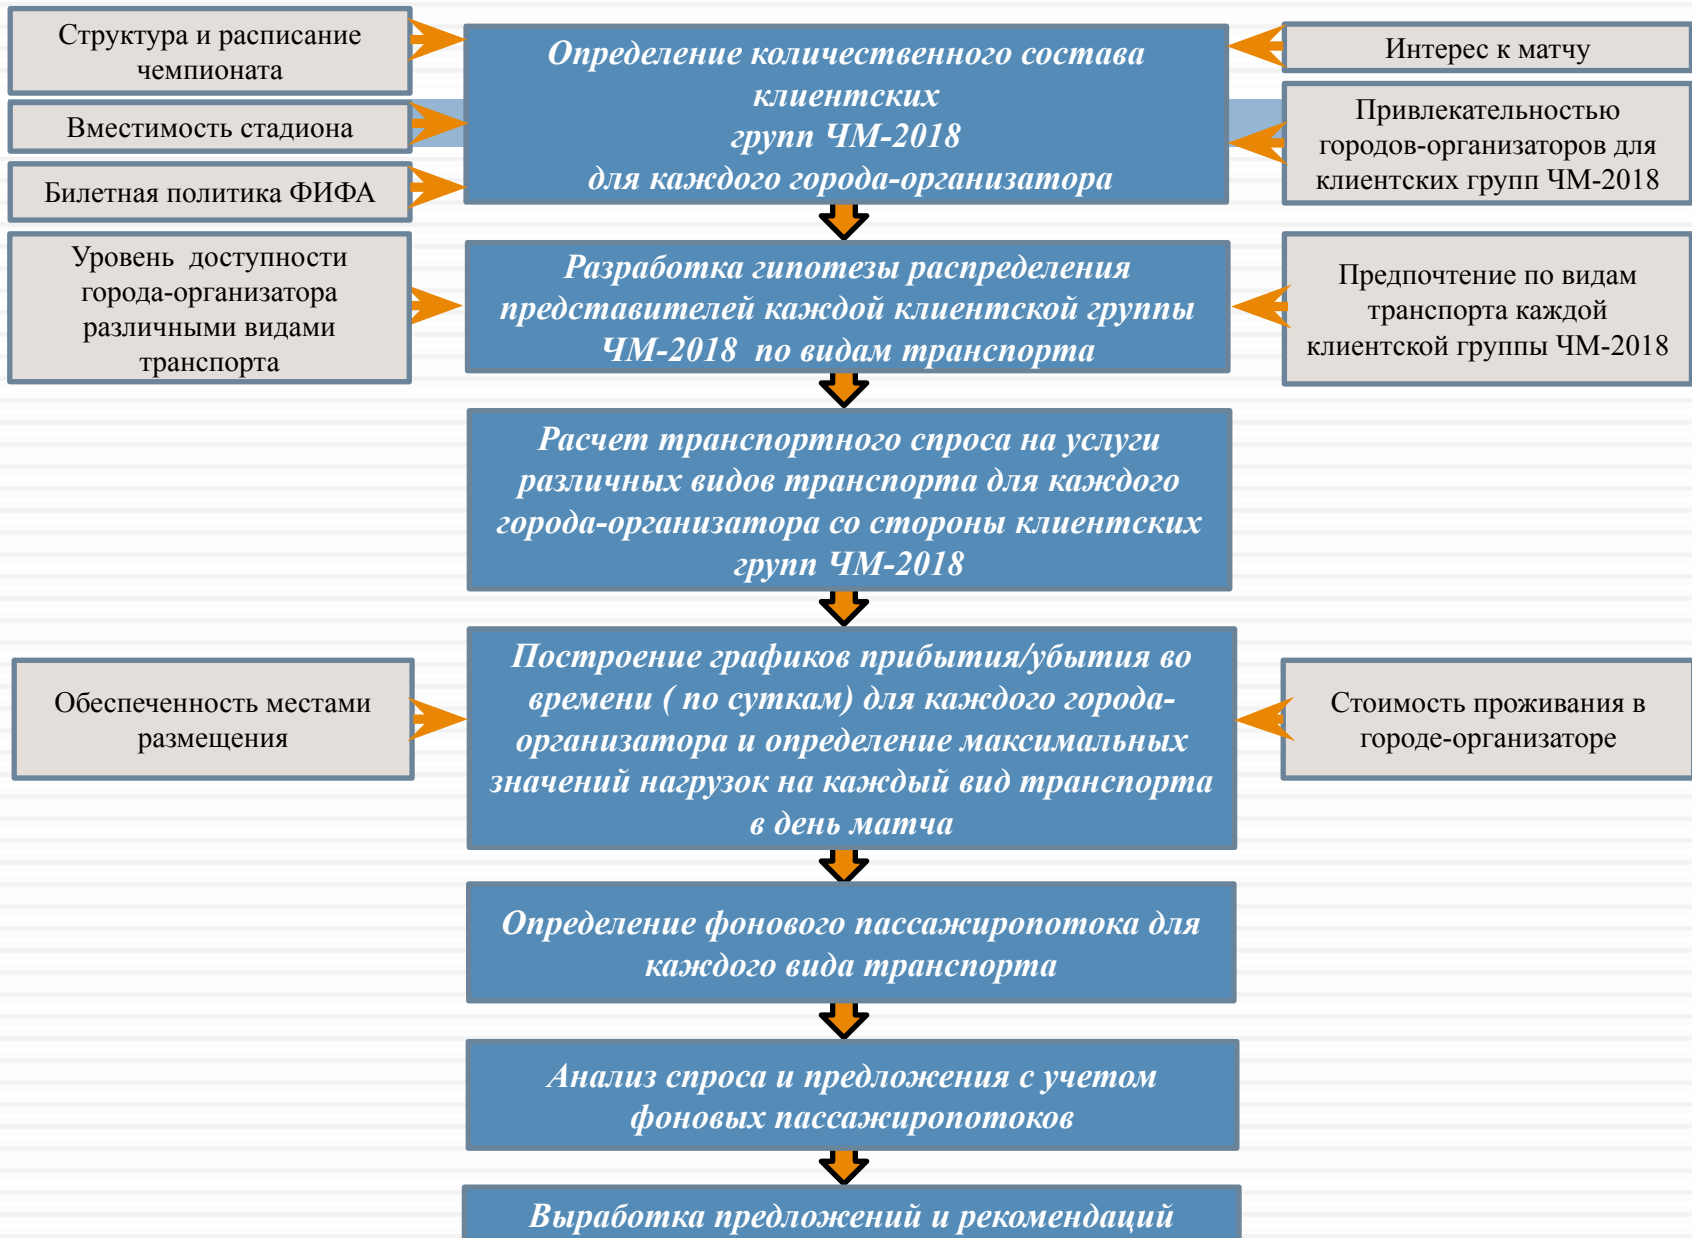 Структура и расписание
чемпионата
Вместимость стадиона
Билетная политика ФИФА
Определение количественного состава
клиентских
групп ЧМ-2018
для каждого города-организатора
Интерес к матчу
Привлекательностью
городов-организаторов для
клиентских групп ЧМ-2018
Уровень доступности
города-организатора
различными видами
транспорта
Разработка гипотезы распределения
представителей каждой клиентской группы
ЧМ-2018 по видам транспорта
Предпочтение по видам
транспорта каждой
клиентской группы ЧМ-2018
Расчет транспортного спроса на услуги
различных видов транспорта для каждого
города-организатора со стороны клиентских
групп ЧМ-2018
Обеспеченность местами
размещения
Построение графиков прибытия/убытия во
времени ( по суткам) для каждого города-
организатора и определение максимальных
значений нагрузок на каждый вид транспорта
в день матча
Стоимость проживания в
городе-организаторе
Определение фонового пассажиропотока для
каждого вида транспорта
Анализ спроса и предложения с учетом
фоновых пассажиропотоков
Выработка предложений и рекомендаций